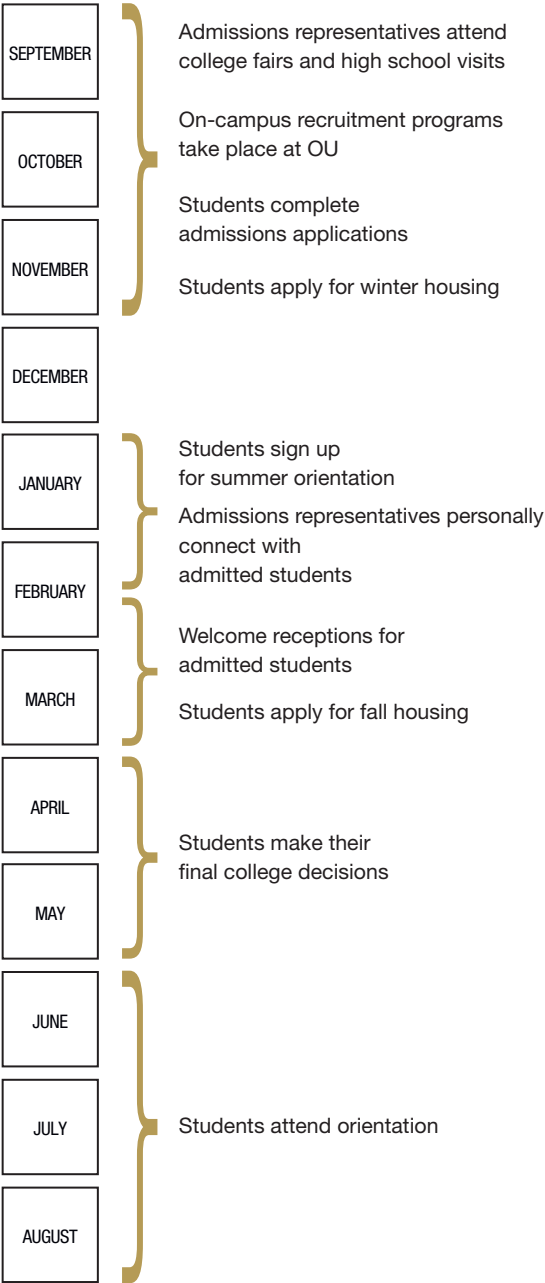 SEPTEMBER
Admissions representatives attend
college fairs and high school visits
On-campus recruitment programs
take place at OU
OCTOBER
Students complete
admissions applications
NOVEMBER
Students apply for winter housing
DECEMBER
JANUARY
Students sign up
for summer orientation
Admissions representatives personally
connect with
admitted students
FEBRUARY
Welcome receptions for
admitted students
MARCH
Students apply for fall housing
APRIL
Students make their
final college decisions
MAY
JUNE
JULY
Students attend orientation
AUGUST